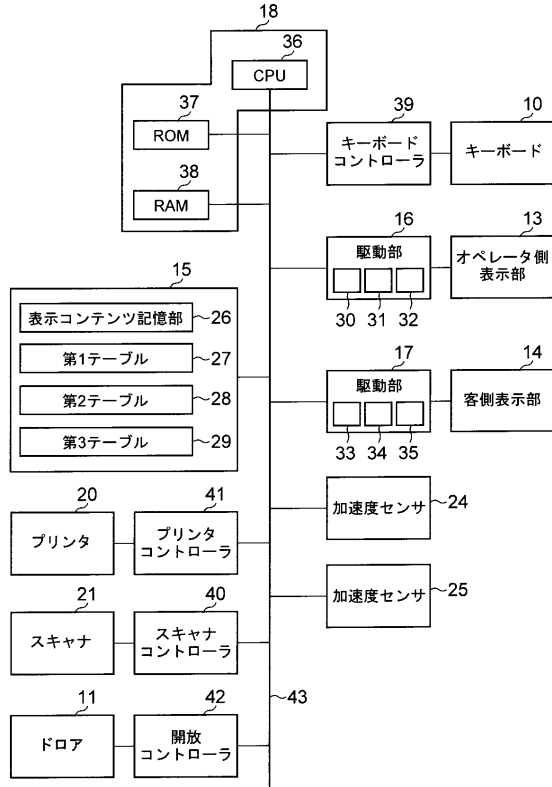 18
36
CPU
37
ROM
38
RAM
39
キーボード
コントローラ
10
キーボード
16
駆動部
30
31
32
13
オペレータ側
表示部
15
表示コンテンツ記憶部
26
第1テーブル
27
第2テーブル
28
第3テーブル
29
17
駆動部
33
34
35
14
客側表示部
20
プリンタ
41
プリンタ
コントローラ
加速度センサ
24
21
スキャナ
40
スキャナ
コントローラ
加速度センサ
25
11
ドロア
42
開放
コントローラ
43